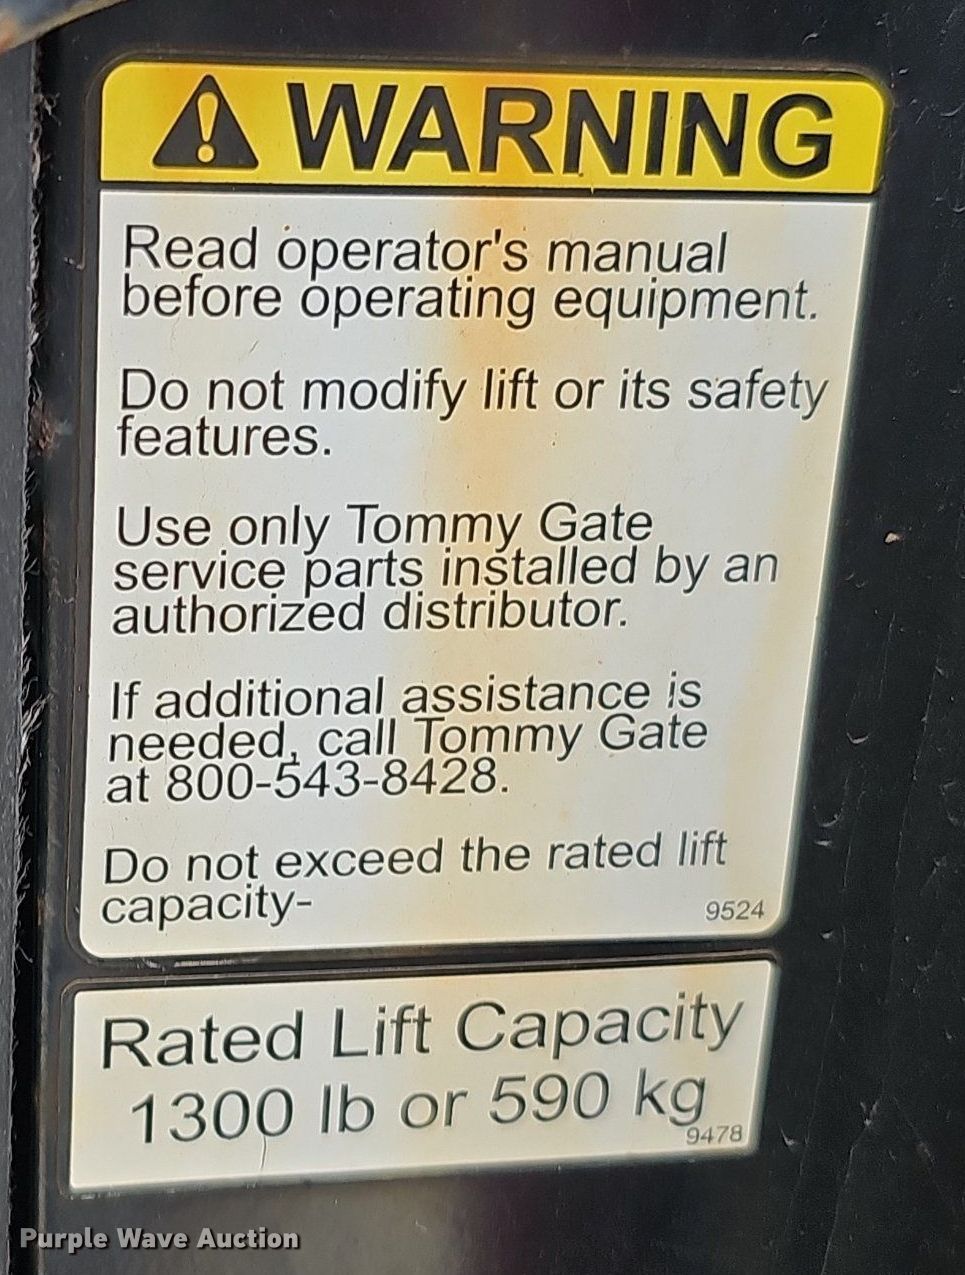 WARNING
Read operator's manual
before operating equipment.
Do not modify lift or its safety
features.
Use only Tommy Gate
service parts installed by an
authorized distributor.
If additional assistance is
needed, call Tommy Gate
at 800-543-8428.
Do not exceed the rated lift
capacity-
9524
Rated Lift Capacity
1300 lb or 590 kg
9478
Purple Wave Auction